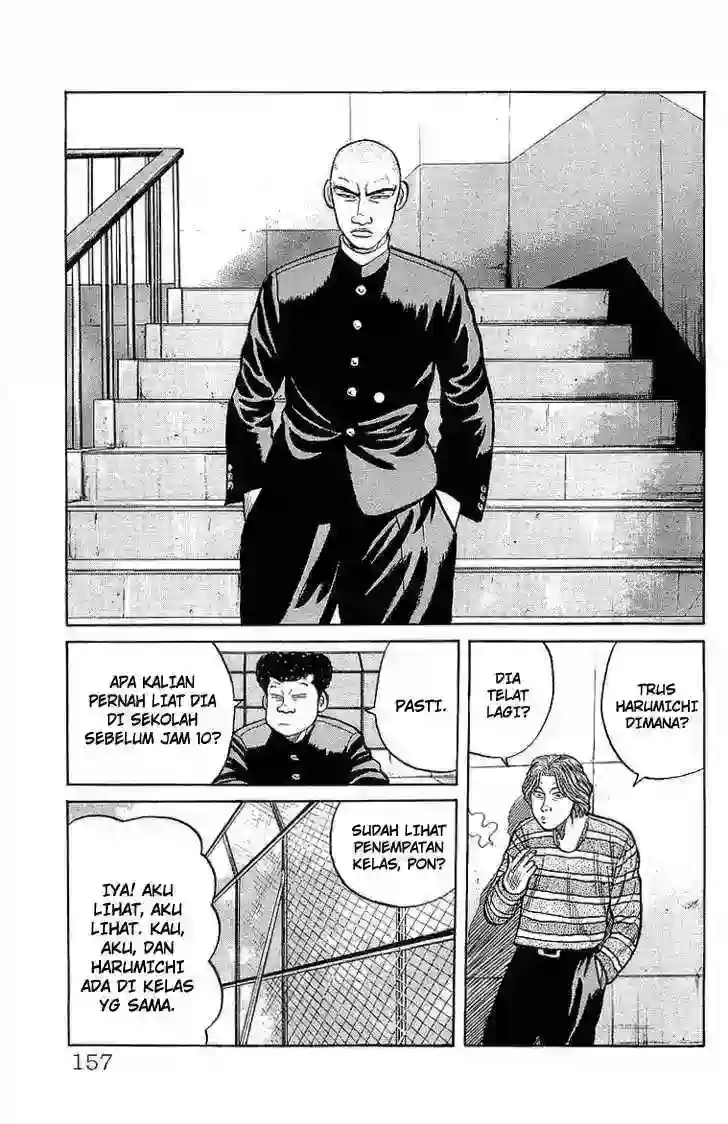 TRUS
HARUMICHI
DIMANA?
DIA
TELAT
LAGI?
PASTI.
APA KALIAN
PERNAH LIAT DIA
DI SEKOLAH
SEBELUM JAM 10?
SUDAH LIHAT
PENEMPATAN
KELAS, PON?
IYA! AKU
LIHAT, AKU
LIHAT. KAU,
AKU, DAN
HARUMICHI
ADA DI KELAS
YG SAMA.
157